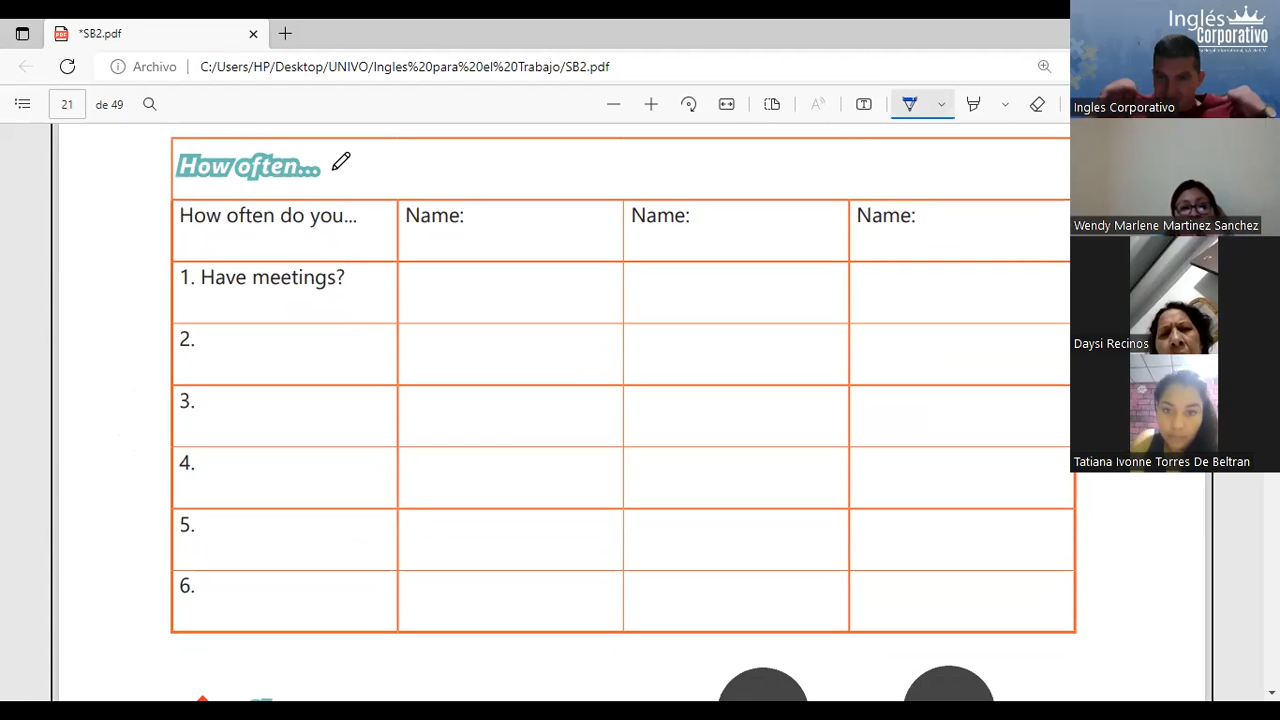 *SB2.pdf
Archivo
C:/Users/HP/Desktop/UNIVO/Ingles%20para%20el%20Trabajo/SB2.pdf
21 de 49
How often...
How often do you... Name: Name: Name:
1. Have meetings?
2.
3.
4.
5.
6.
Inglés
Corporativo
Ingles Corporativo
Wendy Marlene Martinez Sanchez
Daysi Recinos
Tatiana Ivonne Torres De Beltran